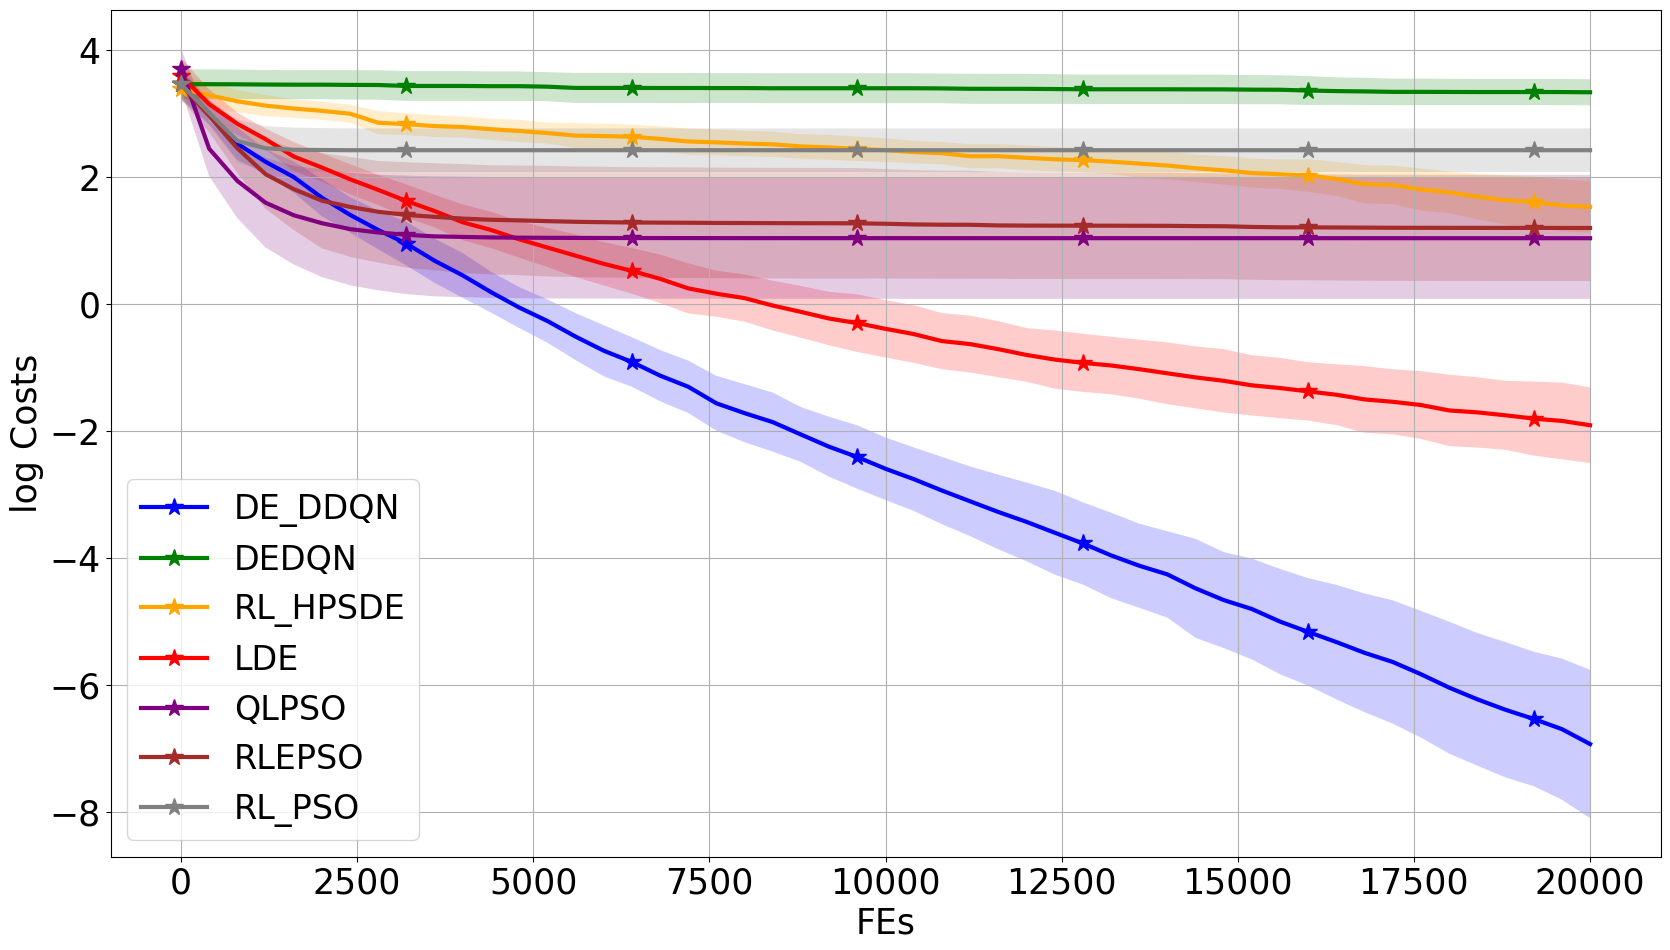 4
2
0
−2
−4
−6
−8
log Costs
DE_DDQN
DEDQN
RL_HPSDE
LDE
QLPSO
RLEPSO
RL_PSO
0 2500 5000 7500 10000 12500 15000 17500 20000
FEs